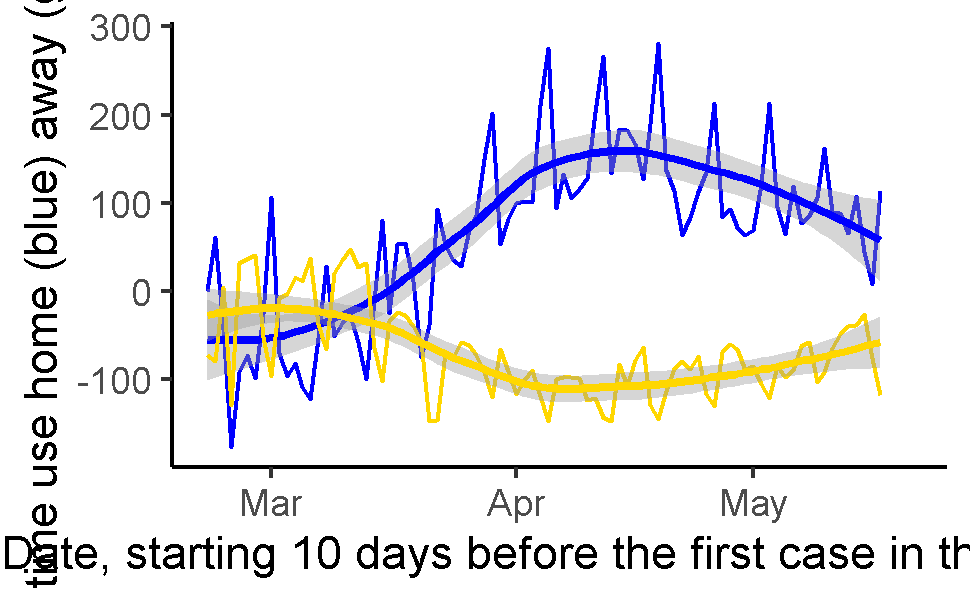 time use home (blue) away (
300
200
100
0
-100
Mar Apr May
Date, starting 10 days before the first case in th